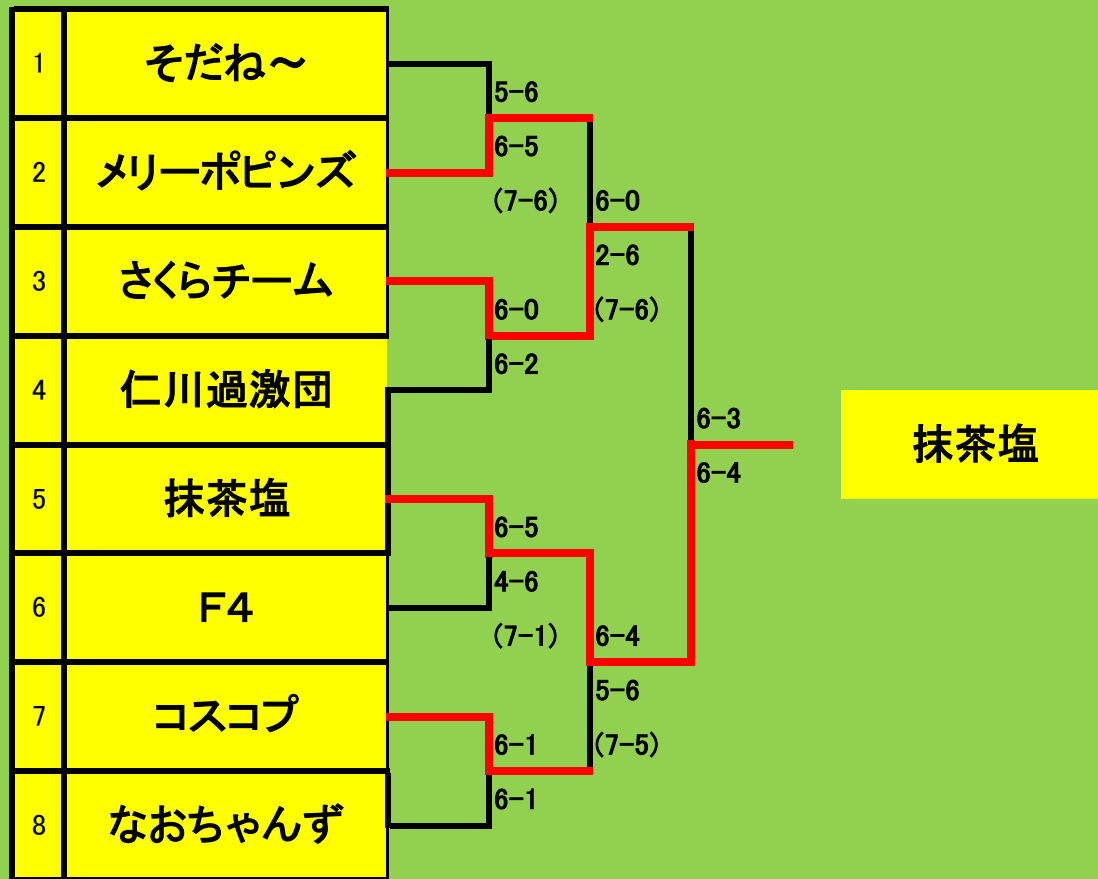 1 そだね～
5-6
2 メリーポピンズ
6-5
(7-6)
6-0
3 さくらチーム
2-6
6-0
(7-6)
4 仁川過激団
6-2
6-3
抹茶塩
6-4
5 抹茶塩
6-5
6 F4
4-6
(7-1)
6-4
7 コスコプ
5-6
6-1
(7-5)
8 なおちゃんず
6-1